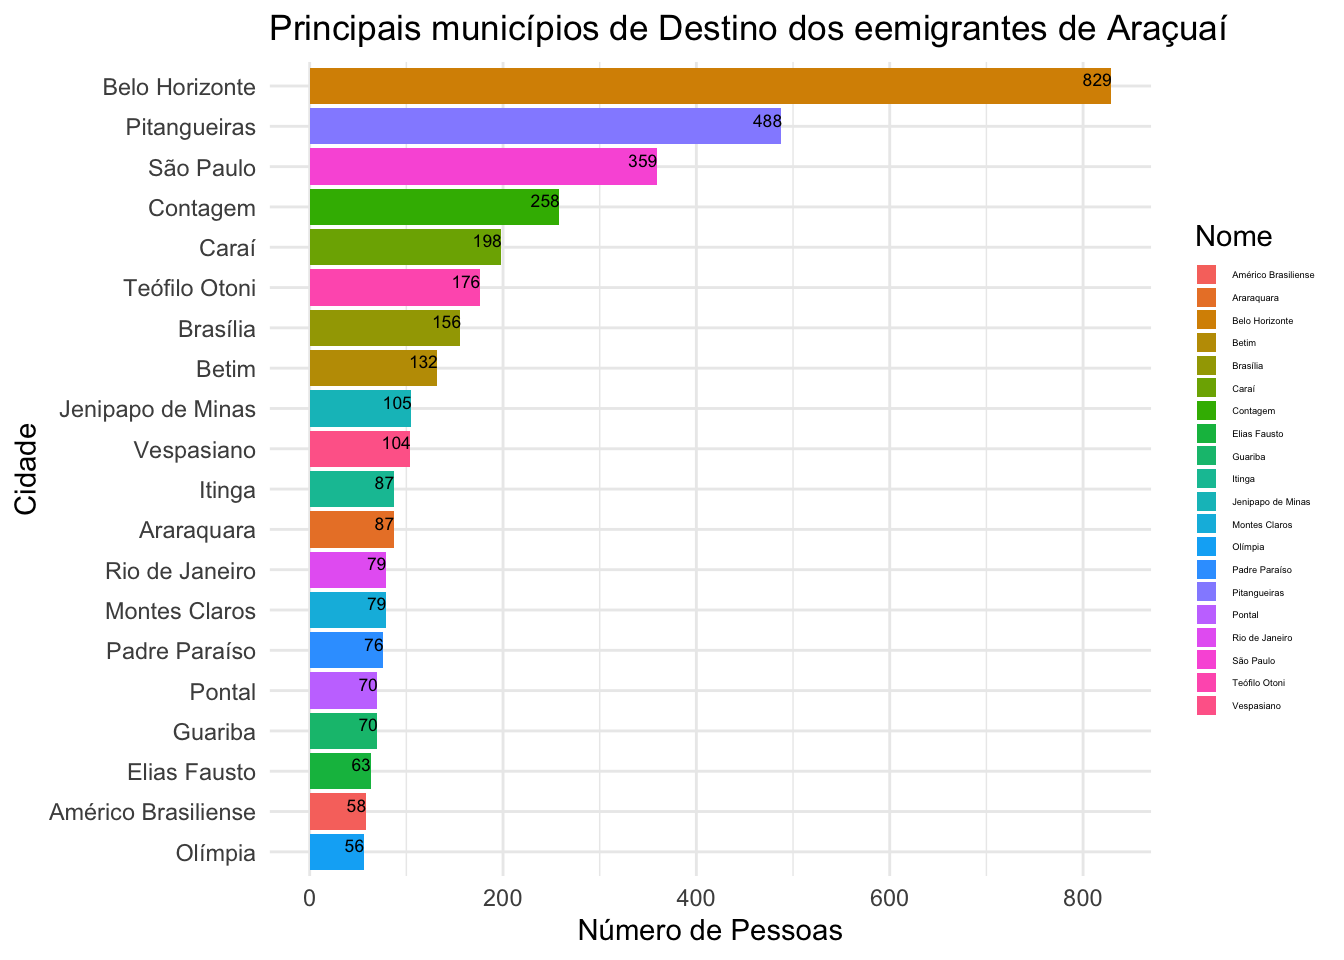 Principais municípios de Destino dos eemigrantes de Araçuaí
Cidade
Belo Horizonte 829
Pitangueiras 488
São Paulo 359
Contagem 258
Caraí 198
Teófilo Otoni 176
Brasília 156
Betim 132
Jenipapo de Minas 105
Vespasiano 104
Itinga 87
Araraquara 87
Rio de Janeiro 79
Montes Claros 79
Padre Paraíso 76
Pontal 70
Guariba 70
Elias Fausto 63
Américo Brasiliense 58
Olímpia 56
0 200 400 600 800
Número de Pessoas
Nome
Américo Brasiliense
Araraquara
Belo Horizonte
Betim
Brasília
Caraí
Contagem
Elias Fausto
Guariba
Itinga
Jenipapo de Minas
Montes Claros
Olímpia
Padre Paraíso
Pitangueiras
Pontal
Rio de Janeiro
São Paulo
Teófilo Otoni
Vespasiano